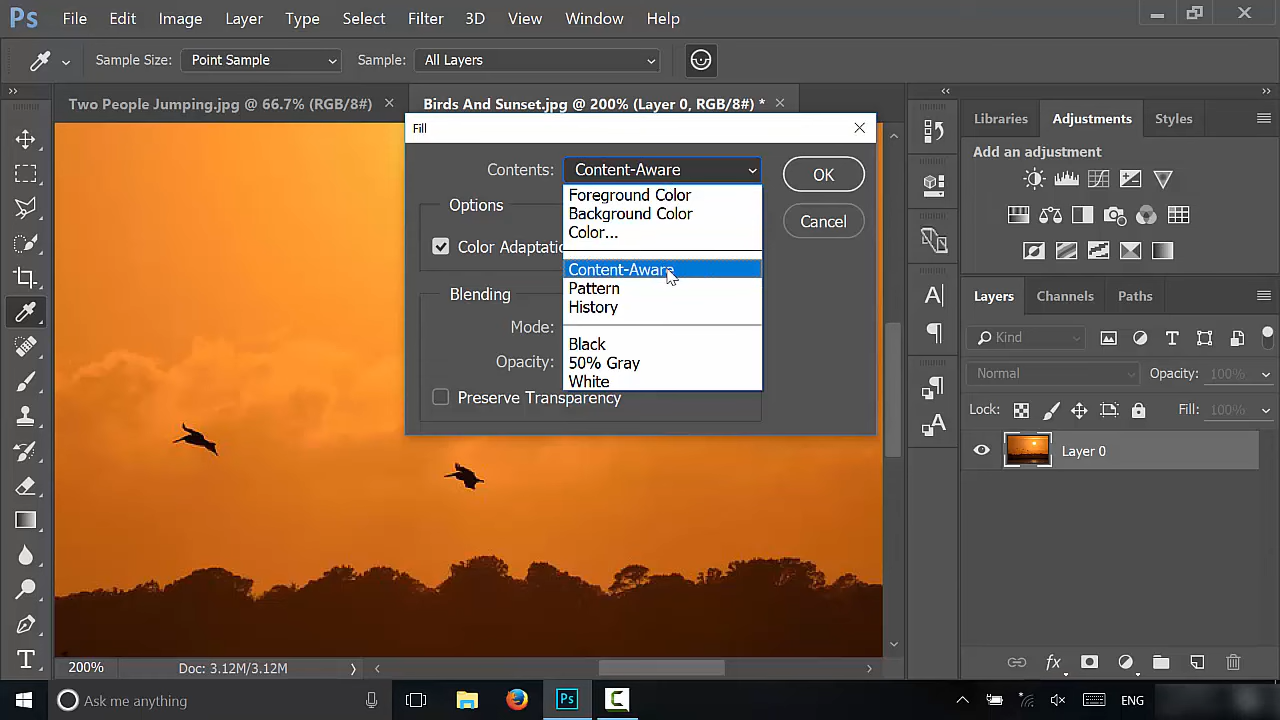 Ps File Edit Image Layer Type Select Filter 3D View Window Help
Sample Size: Point Sample Sample: All Layers
Two People Jumping.jpg @ 66.7% (RGB/8#) Birds And Sunset.jpg @ 200% (Layer 0, RGB/8#) *
Fill
Contents: Content-Aware OK
Foreground Color
Options Background Color Cancel
Color...
Color Adaptatio
Content-Aware
Blending Pattern
History
Mode:
Black
Opacity: 50% Gray
White
Preserve Transparency
Libraries Adjustments Styles
Add an adjustment
Layers Channels Paths
Kind
Normal Opacity: 100%
Lock: Fill: 100%
Layer 0
200% Doc: 3.12M/3.12M
Ask me anything Ps ENG